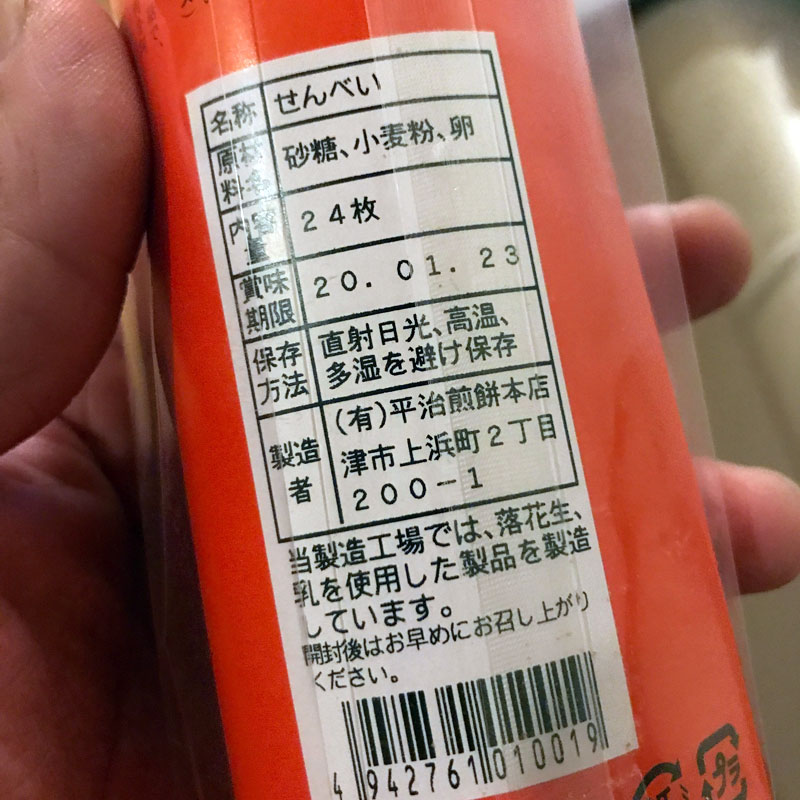 名称 せんべい
原材料名 砂糖、小麦粉、卵
内容量 24枚
賞味期限 20.01.23
保存方法 直射日光、高温、
多湿を避け保存
製造者 (有)平治煎餅本店
津市上浜町2丁目
200-1
当製造工場では、落花生、
乳を使用した製品を製造
しています。
開封後はお早めにお召し上がり
ください。
4 942761 010019
プラ